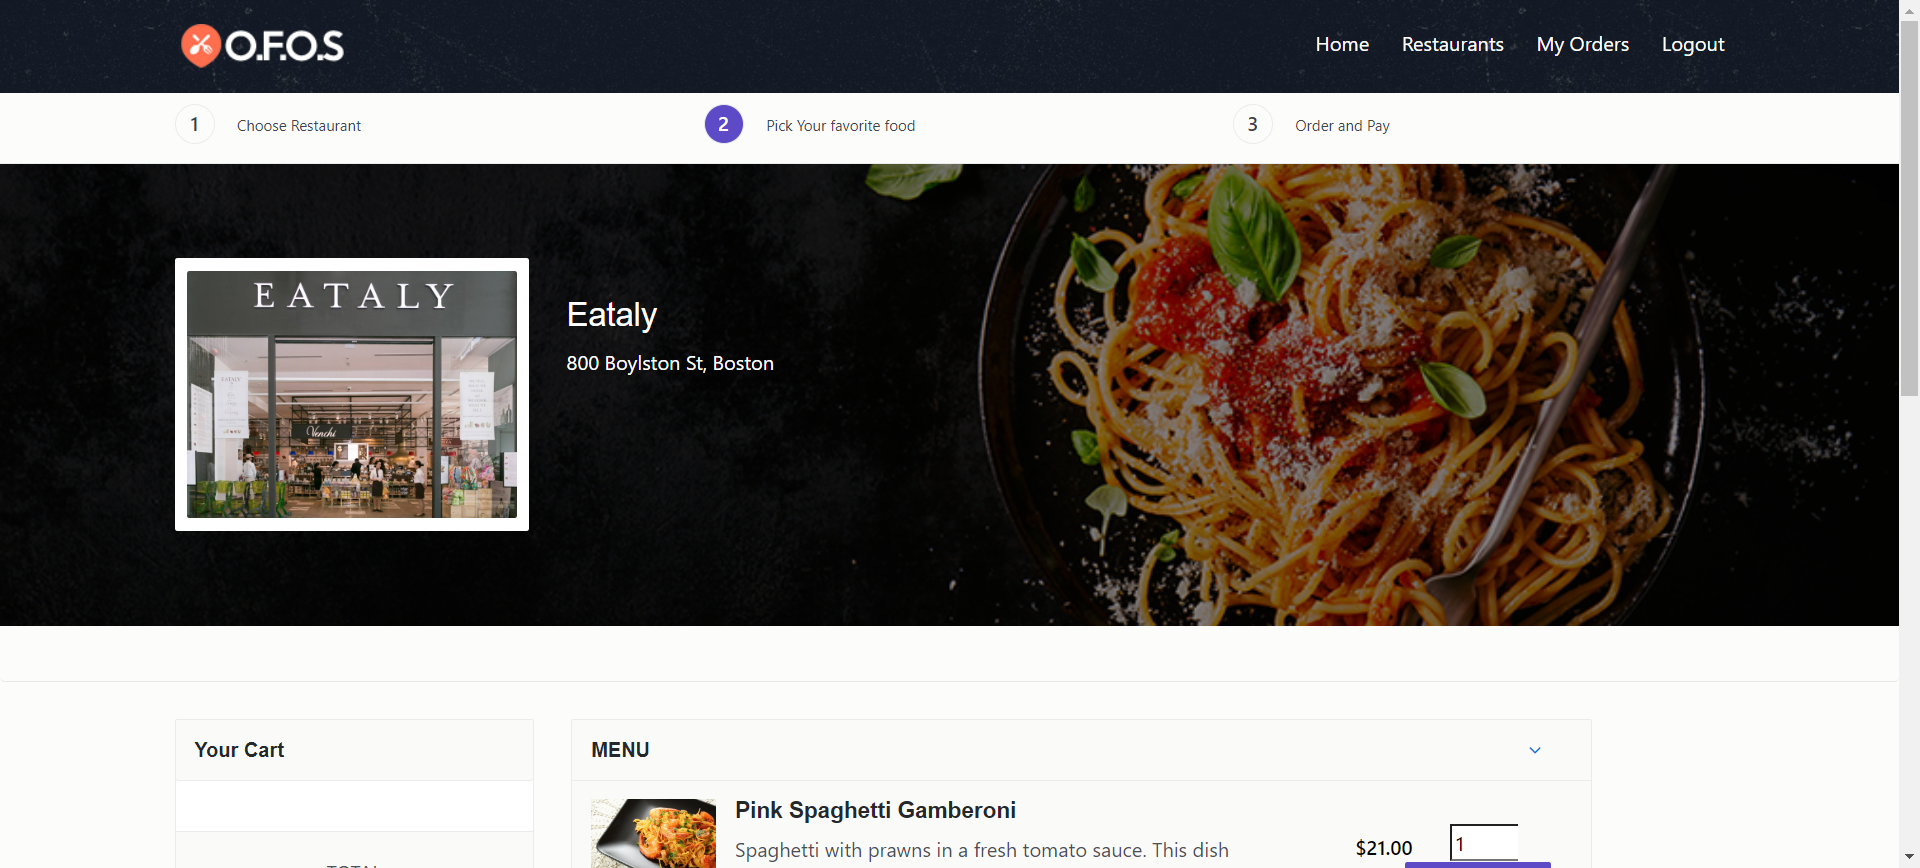 O.F.O.S
Home Restaurants My Orders Logout
1 Choose Restaurant 2 Pick Your favorite food 3 Order and Pay
EATALY
EATALY
Venchi
Eataly
800 Boylston St, Boston
Your Cart
MENU
Pink Spaghetti Gamberoni
Spaghetti with prawns in a fresh tomato sauce. This dish
$21.00
1
TOTAL